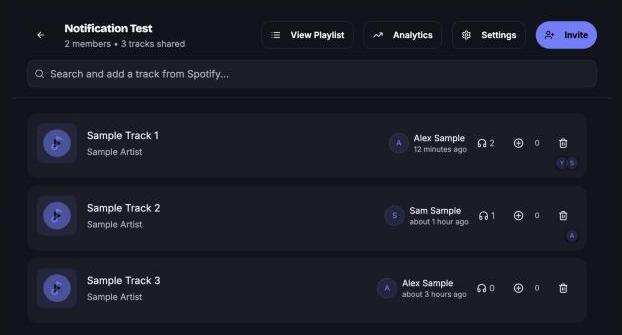 Notification Test
2 members • 3 tracks shared
View Playlist
Analytics
Settings
Invite
Search and add a track from Spotify...
Sample Track 1
Sample Artist
A
Alex Sample
12 minutes ago
2
0
Y S
Sample Track 2
Sample Artist
S
Sam Sample
about 1 hour ago
1
0
A
Sample Track 3
Sample Artist
A
Alex Sample
about 3 hours ago
0
0